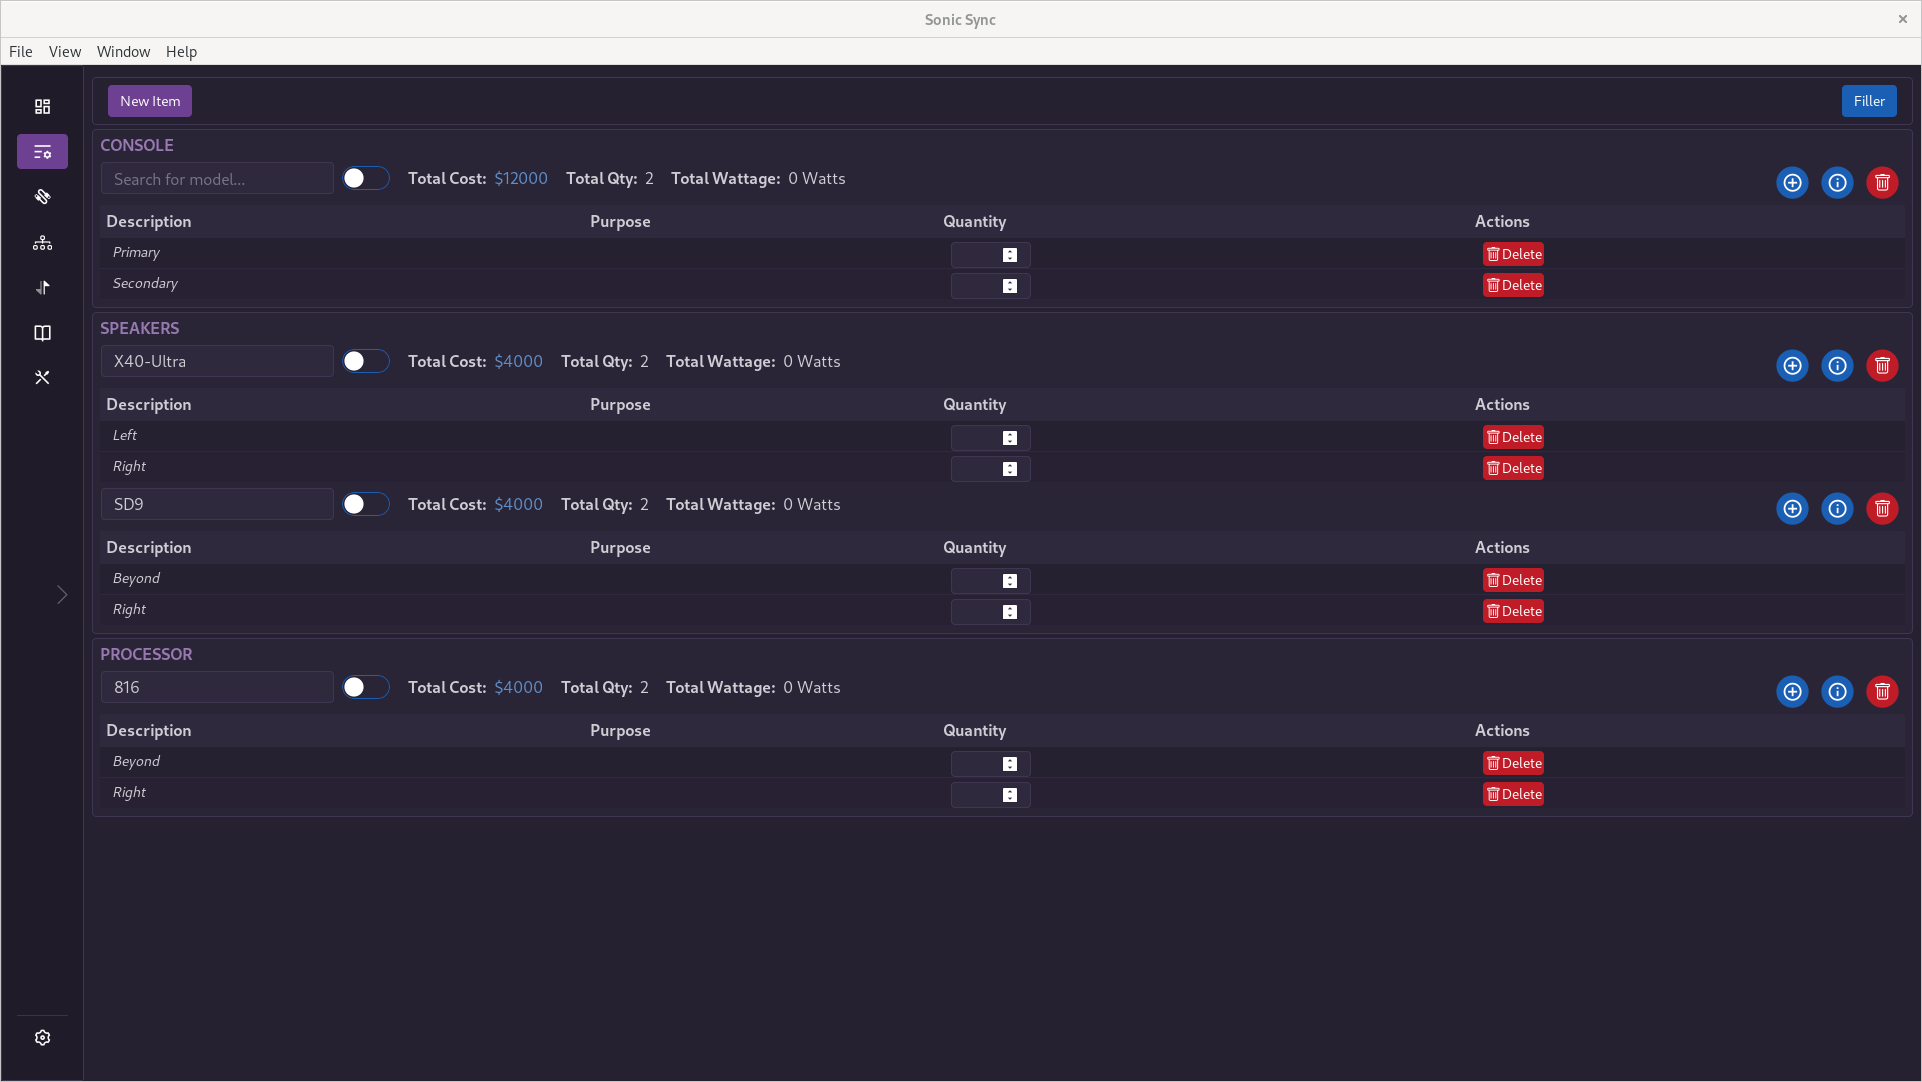 Sonic Sync
File View Window Help
New Item Filler
CONSOLE
Search for model... Total Cost: $12000 Total Qty: 2 Total Wattage: 0 Watts
Description Purpose Quantity Actions
Primary Delete
Secondary Delete
SPEAKERS
X40-Ultra Total Cost: $4000 Total Qty: 2 Total Wattage: 0 Watts
Description Purpose Quantity Actions
Left Delete
Right Delete
SD9 Total Cost: $4000 Total Qty: 2 Total Wattage: 0 Watts
Description Purpose Quantity Actions
Beyond Delete
Right Delete
PROCESSOR
816 Total Cost: $4000 Total Qty: 2 Total Wattage: 0 Watts
Description Purpose Quantity Actions
Beyond Delete
Right Delete